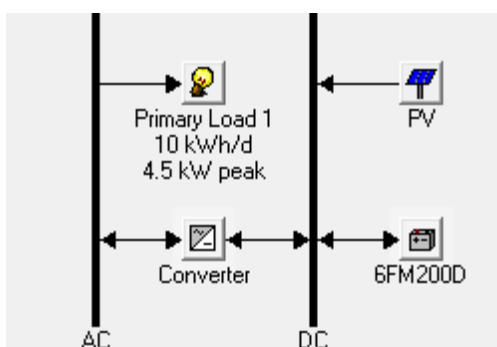 Primary Load 1
10 kWh/d
4.5 kW peak
PV
Converter
6FM200D
AC
DC